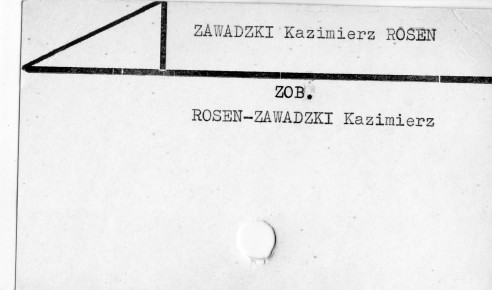 ZAWADZKI Kazimierz ROSEN
ZOB.
ROSEN-ZAWADZKI Kazimierz